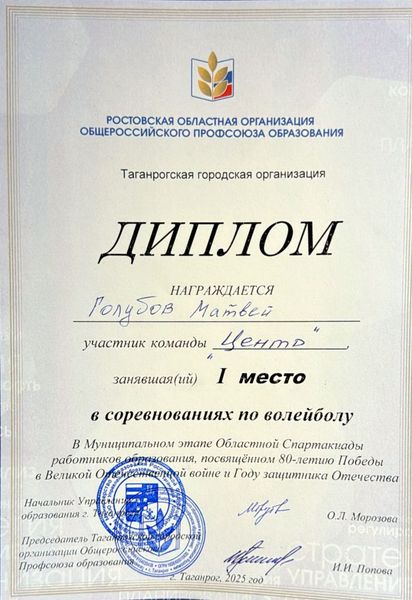 РОСТОВСКАЯ ОБЛАСТНАЯ ОРГАНИЗАЦИЯ
ОБЩЕРОССИЙСКОГО ПРОФСОЮЗА ОБРАЗОВАНИЯ
Таганрогская городская организация
ДИПЛОМ
НАГРАЖДАЕТСЯ
Голубов Матвей
участник команды "Центр"
занявшая(ий) I место
в соревнованиях по волейболу
В Муниципальном этапе Областной Спартакиады
работников образования, посвящённом 80-летию Победы
в Великой Отечественной войне и Году защитника Отечества
Начальник Управления
образования г. Таганрога
О.Л. Морозова
Председатель Таганрогской городской
организации Общероссийского
Профсоюза образования
И.И. Попова
г. Таганрог, 2025 год